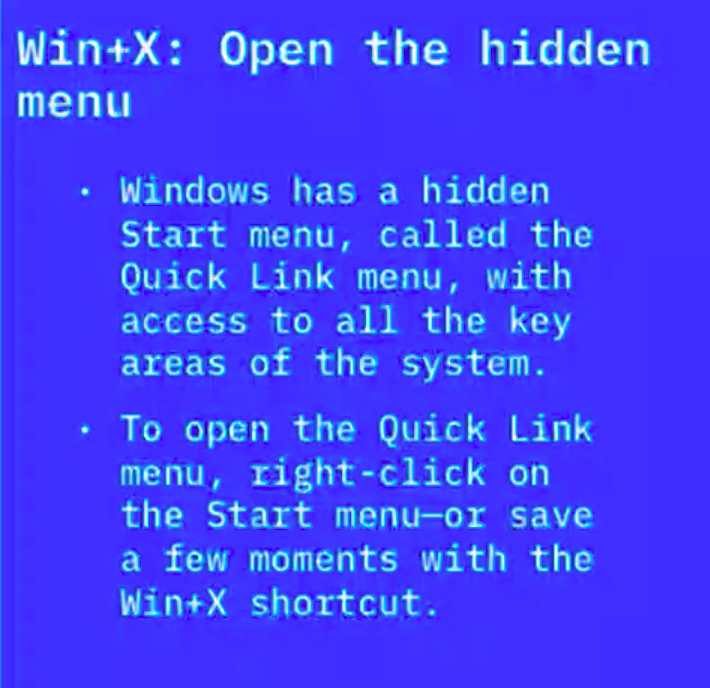 Win+X: Open the hidden
menu
· Windows has a hidden
Start menu, called the
Quick Link menu, with
access to all the key
areas of the system.
· To open the Quick Link
menu, right-click on
the Start menu—or save
a few moments with the
Win+X shortcut.